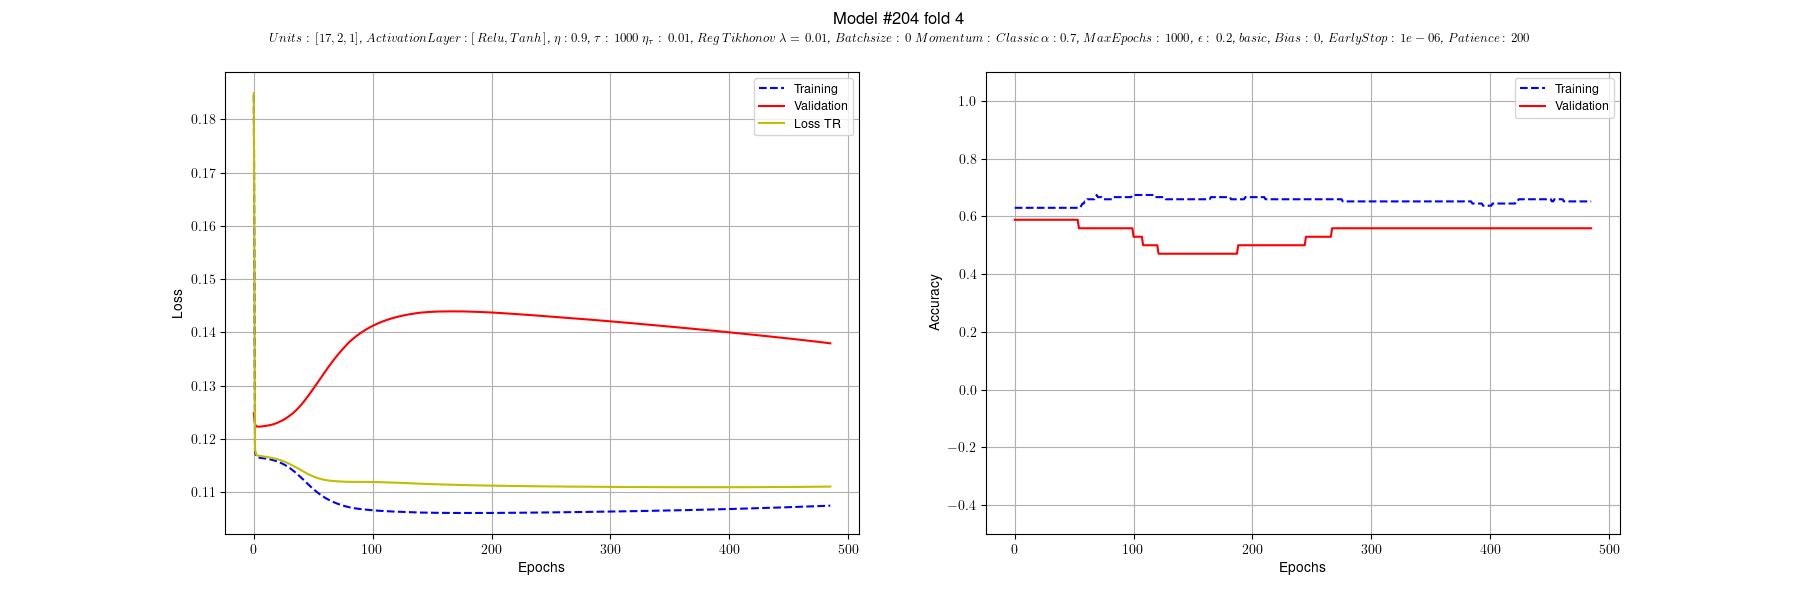 Model #204 fold 4
Units : [17, 2, 1], ActivationLayer : [ Relu, Tanh ], η : 0.9, τ : 1000 ητ : 0.01, Reg Tikhonov λ = 0.01, Batchsize : 0 Momentum : Classic α : 0.7, MaxEpochs : 1000, ϵ : 0.2, basic, Bias : 0, EarlyStop : 1e − 06, Patience : 200
Training
Validation
Loss TR
0.18
0.17
0.16
0.15
0.14
0.13
0.12
0.11
Loss
0 100 200 300 400 500
Epochs
Training
Validation
1.0
0.8
0.6
0.4
0.2
0.0
−0.2
−0.4
Accuracy
0 100 200 300 400 500
Epochs